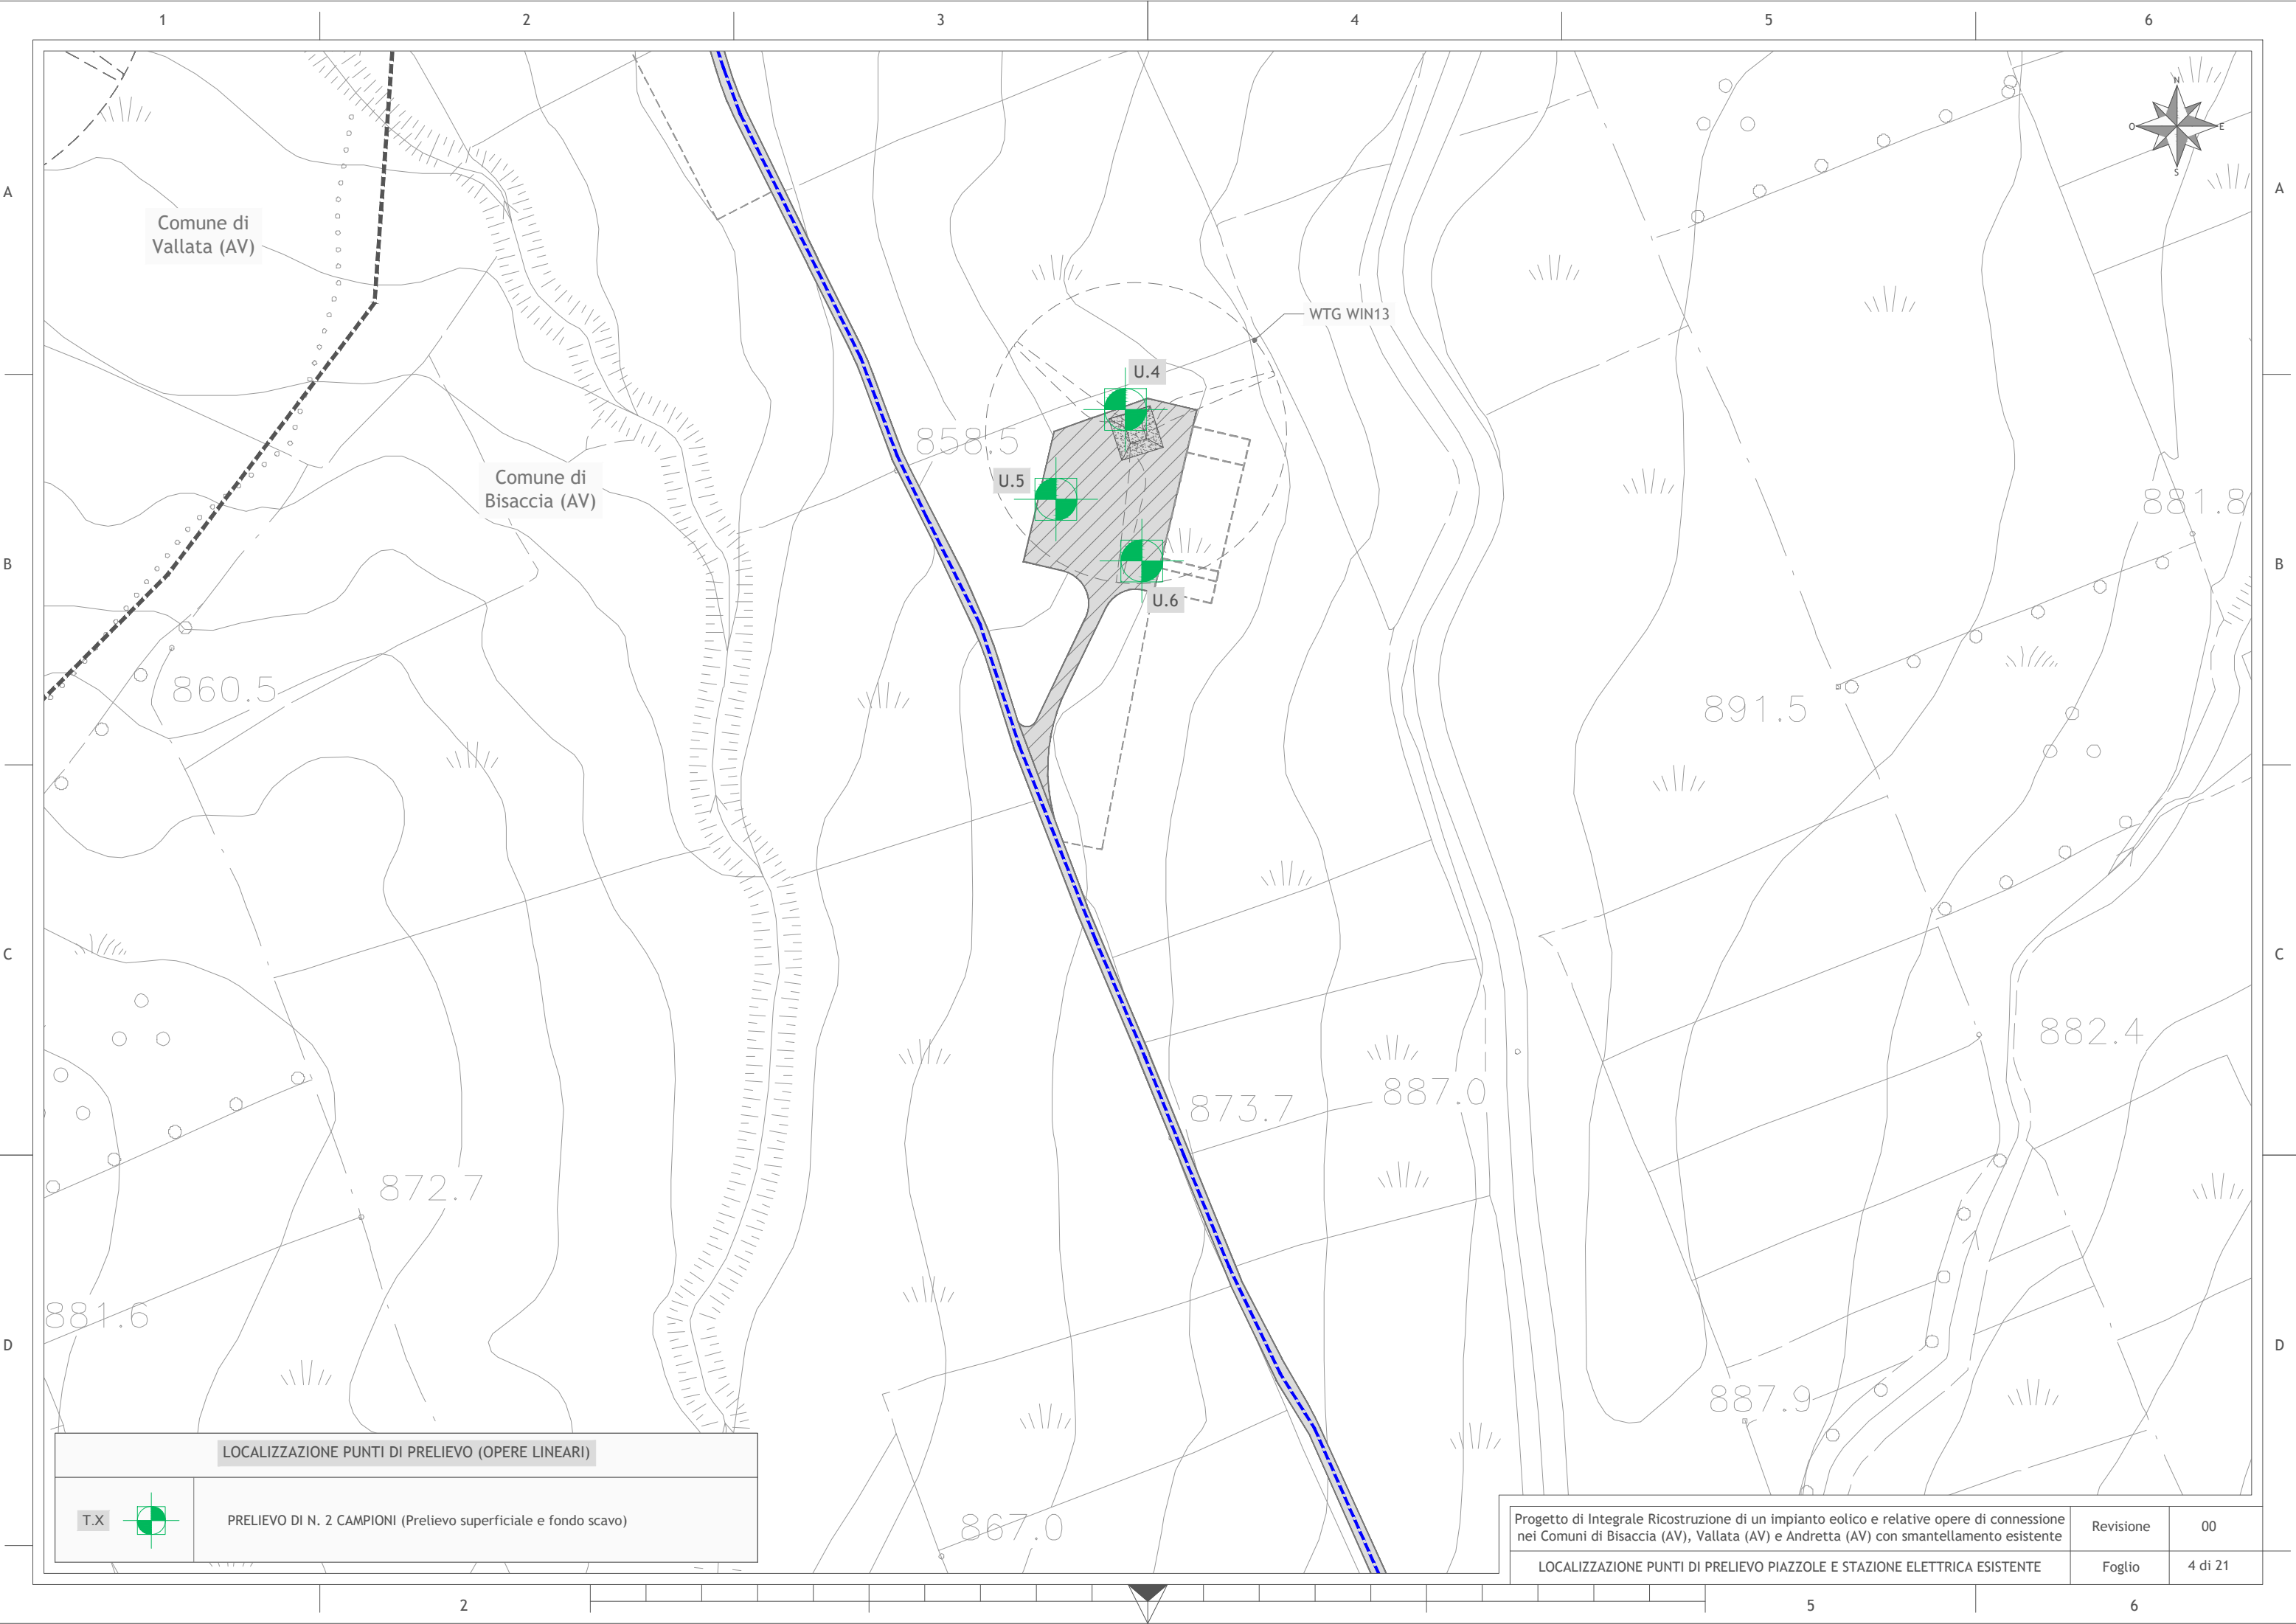 1 2 3 4 5 6
N
O E
S
A A
Comune di
Vallata (AV)
WTG WIN13
U.4
858.5
U.5
Comune di
Bisaccia (AV)
881.8
B B
U.6
860.5
891.5
C C
882.4
887.0
873.7
872.7
881.6
D D
887.9
867.0
LOCALIZZAZIONE PUNTI DI PRELIEVO (OPERE LINEARI)
T.X PRELIEVO DI N. 2 CAMPIONI (Prelievo superficiale e fondo scavo)
Progetto di Integrale Ricostruzione di un impianto eolico e relative opere di connessione
nei Comuni di Bisaccia (AV), Vallata (AV) e Andretta (AV) con smantellamento esistente
Revisione 00
LOCALIZZAZIONE PUNTI DI PRELIEVO PIAZZOLE E STAZIONE ELETTRICA ESISTENTE
Foglio 4 di 21
2 5 6